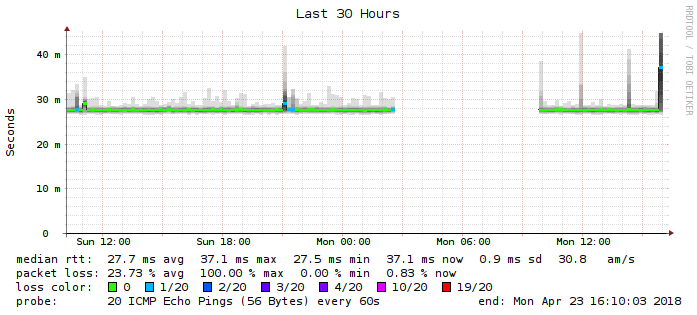 Last 30 Hours
RRDTOOL / TOBI OETIKER
Seconds
40 m
30 m
20 m
10 m
0
Sun 12:00 Sun 18:00 Mon 00:00 Mon 06:00 Mon 12:00
median rtt: 27.7 ms avg 37.1 ms max 27.5 ms min 37.1 ms now 0.9 ms sd 30.8 am/s
packet loss: 23.73 % avg 100.00 % max 0.00 % min 0.83 % now
loss color: 0 1/20 2/20 3/20 4/20 10/20 19/20
probe: 20 ICMP Echo Pings (56 Bytes) every 60s end: Mon Apr 23 16:10:03 2018